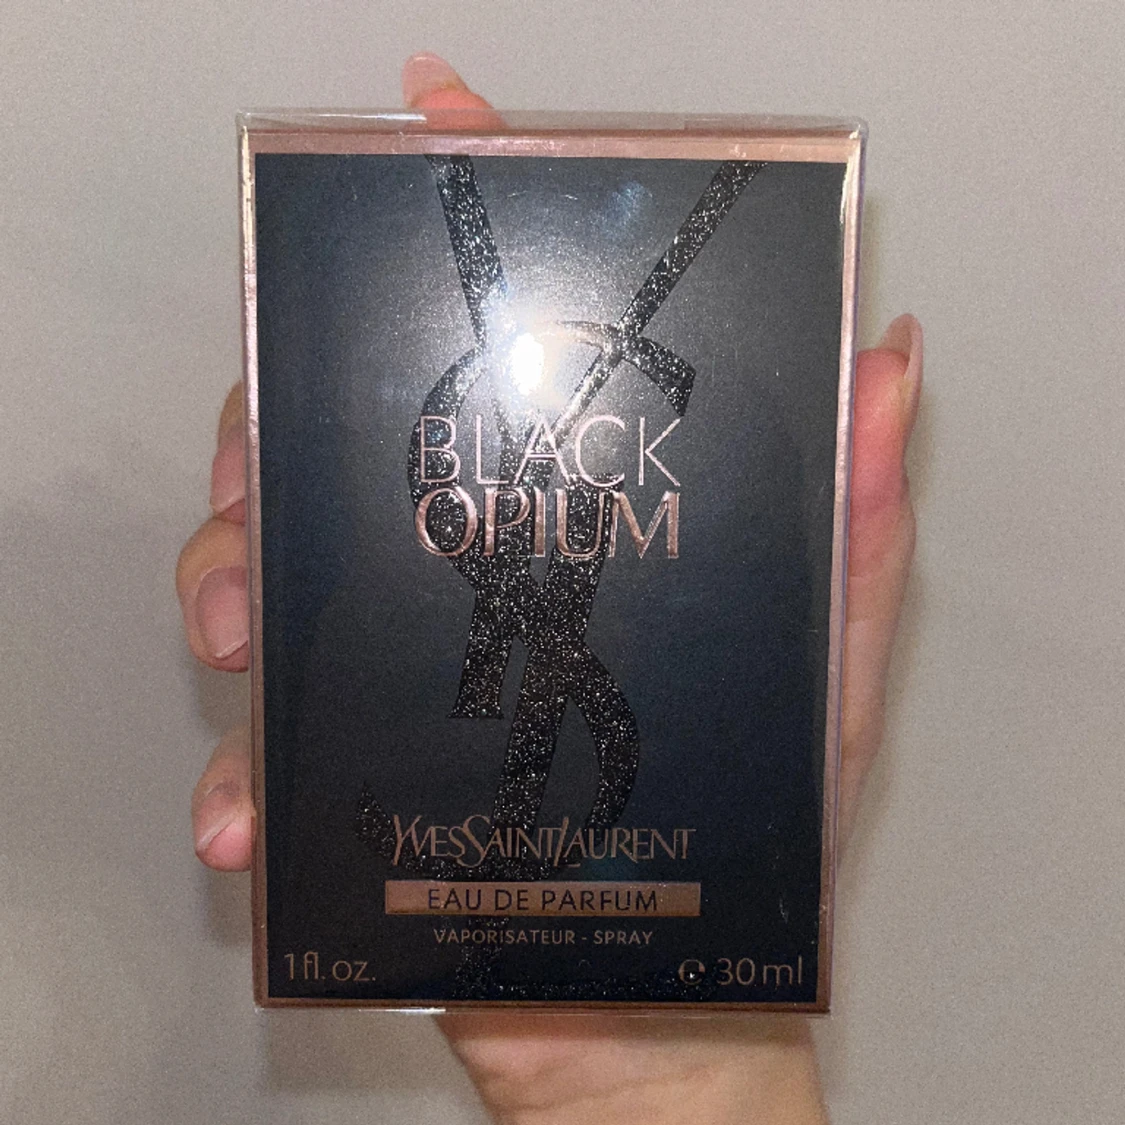 BLACK
OPIUM
YVESSAINTLAURENT
EAU DE PARFUM
VAPORISATEUR - SPRAY
1 fl. oz.
℮ 30 ml